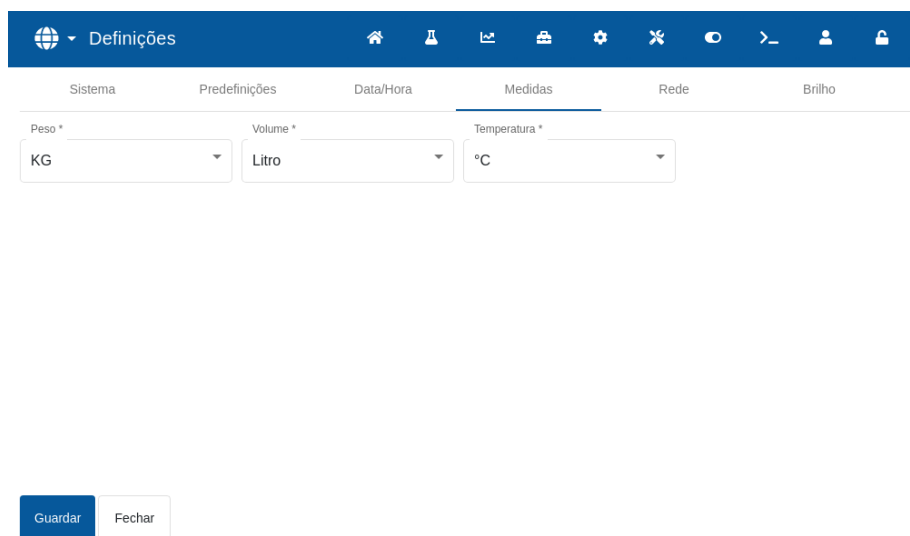 Definições
Sistema Predefinições Data/Hora Medidas Rede Brilho
Peso * Volume * Temperatura *
KG Litro °C
Guardar Fechar